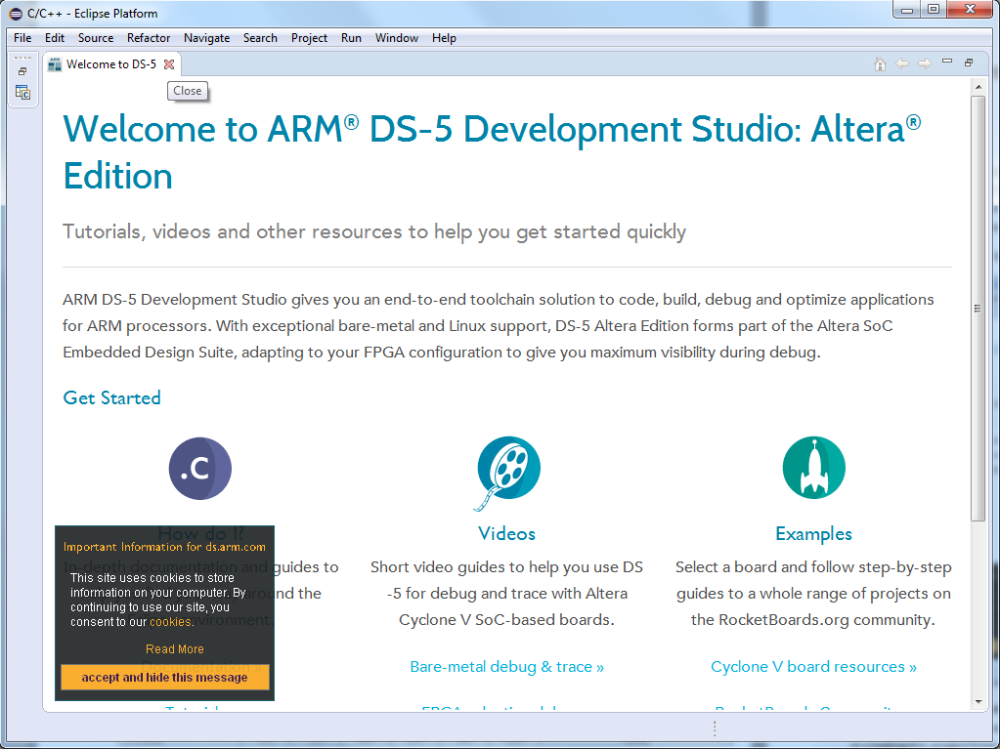 C/C++ - Eclipse Platform
File Edit Source Refactor Navigate Search Project Run Window Help
Welcome to DS-5
Close
Welcome to ARM® DS-5 Development Studio: Altera®
Edition
Tutorials, videos and other resources to help you get started quickly
ARM DS-5 Development Studio gives you an end-to-end toolchain solution to code, build, debug and optimize applications
for ARM processors. With exceptional bare-metal and Linux support, DS-5 Altera Edition forms part of the Altera SoC
Embedded Design Suite, adapting to your FPGA configuration to give you maximum visibility during debug.
Get Started
.C
How do I?
In-depth documentation and guides to
around the
environment.
Documentation »
Important Information for ds.arm.com
This site uses cookies to store
information on your computer. By
continuing to use our site, you
consent to our cookies.
Read More
accept and hide this message
Videos
Short video guides to help you use DS
-5 for debug and trace with Altera
Cyclone V SoC-based boards.
Bare-metal debug & trace »
Examples
Select a board and follow step-by-step
guides to a whole range of projects on
the RocketBoards.org community.
Cyclone V board resources »